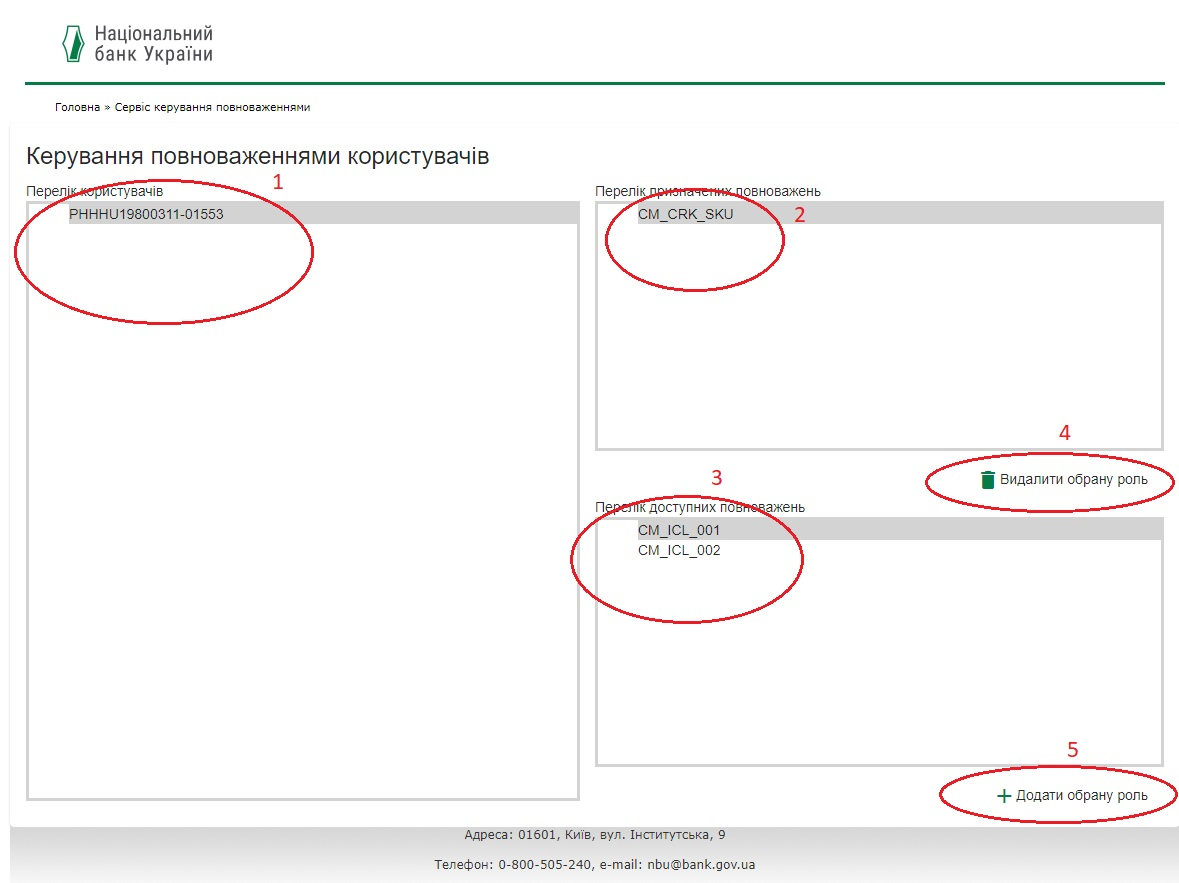 Національний
банк України
Головна » Сервіс керування повноваженнями
Керування повноваженнями користувачів
Перелік користувачів
1
PHHHU19800311-01553
Перелік призначених повноважень
CM_CRK_SKU
2
4
Видалити обрану роль
3
Перелік доступних повноважень
CM_ICL_001
CM_ICL_002
5
+ Додати обрану роль
Адреса: 01601, Київ, вул. Інститутська, 9
Телефон: 0-800-505-240, e-mail: nbu@bank.gov.ua